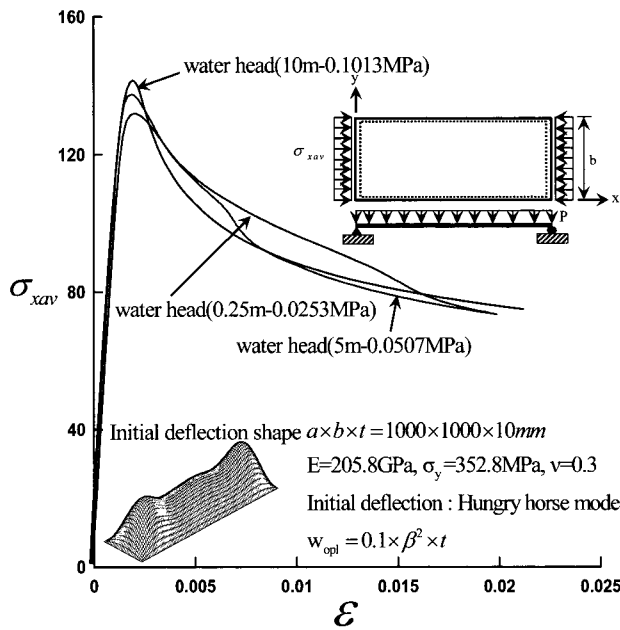 160
water head(10m-0.1013MPa)
y
120
σxav
b
x
P
σxav
80
water head(0.25m-0.0253MPa)
water head(5m-0.0507MPa)
40
Initial deflection shape a×b×t=1000×1000×10mm
E=205.8GPa, σy=352.8MPa, ν=0.3
Initial deflection : Hungry horse mode
wopl = 0.1×β²×t
0
0 0.005 0.01 0.015 0.02 0.025
ε